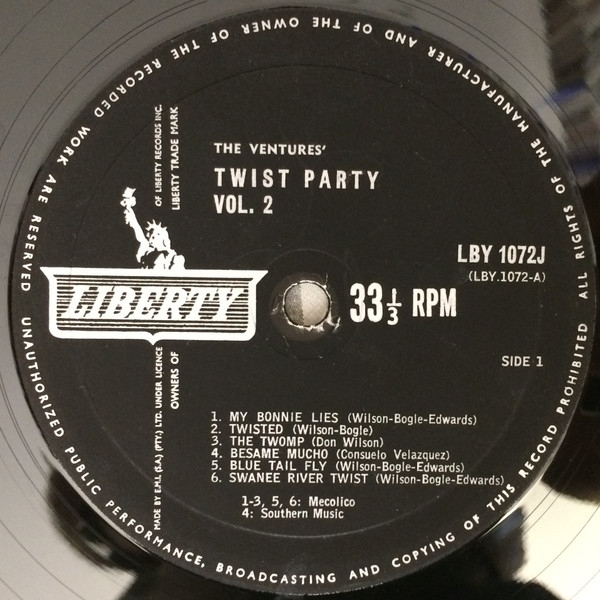 THE VENTURES'
TWIST PARTY
VOL. 2
LBY 1072J
(LBY.1072-A)
LIBERTY
33 1/3 RPM
SIDE 1
1. MY BONNIE LIES (Wilson-Bogle-Edwards)
2. TWISTED (Wilson-Bogle)
3. THE TWOMP (Don Wilson)
4. BESAME MUCHO (Consuelo Velazquez)
5. BLUE TAIL FLY (Wilson-Bogle-Edwards)
6. SWANEE RIVER TWIST (Wilson-Bogle-Edwards)
1-3, 5, 6: Mecolico
4: Southern Music
MADE BY E.M.I. (S.A.) (PTY.) LTD. UNDER LICENCE
OF LIBERTY RECORDS INC.
OWNERS OF
LIBERTY TRADE MARK
ALL RIGHTS OF THE MANUFACTURER AND OF THE OWNER OF THE RECORDED WORK ARE RESERVED
UNAUTHORIZED PUBLIC PERFORMANCE, BROADCASTING AND COPYING OF THIS RECORD PROHIBITED